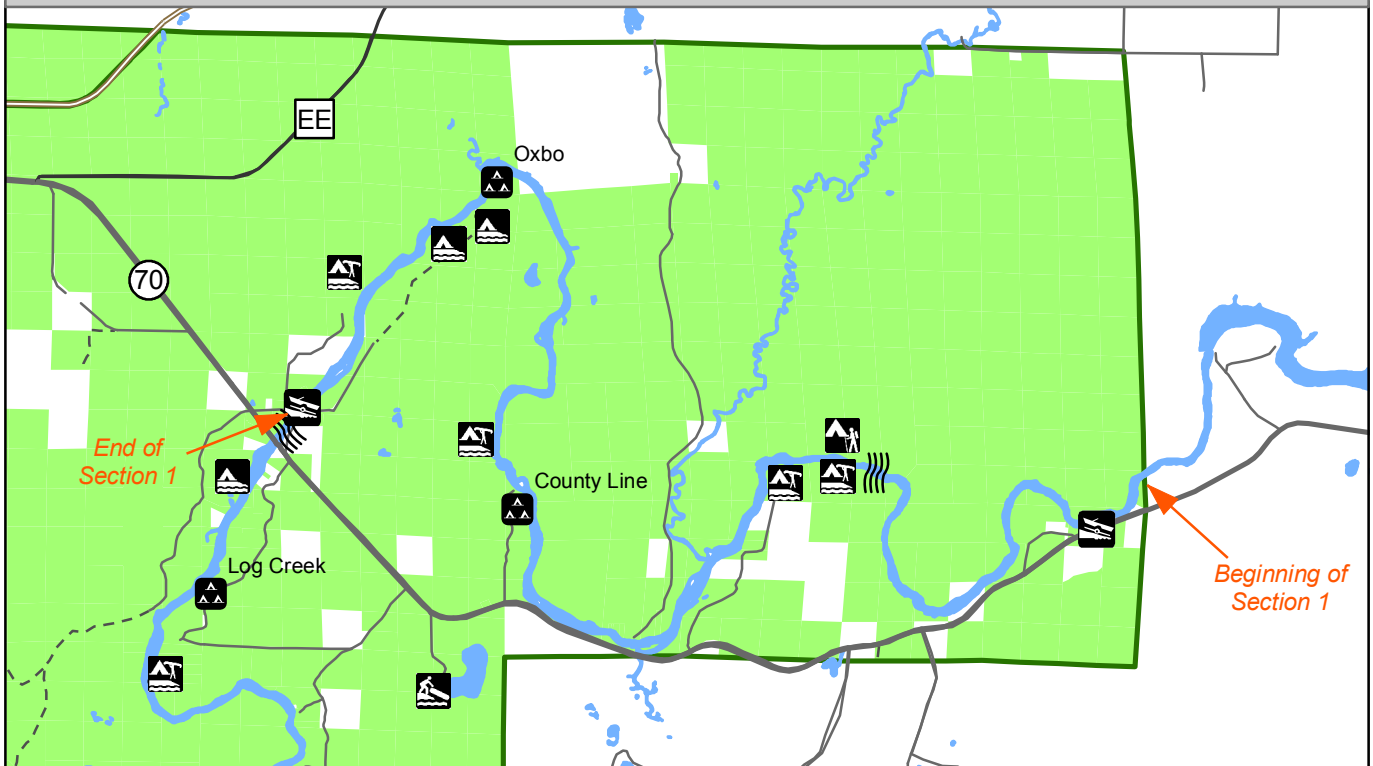 EE
Oxbo
70
End of
Section 1
County Line
Log Creek
Beginning of
Section 1